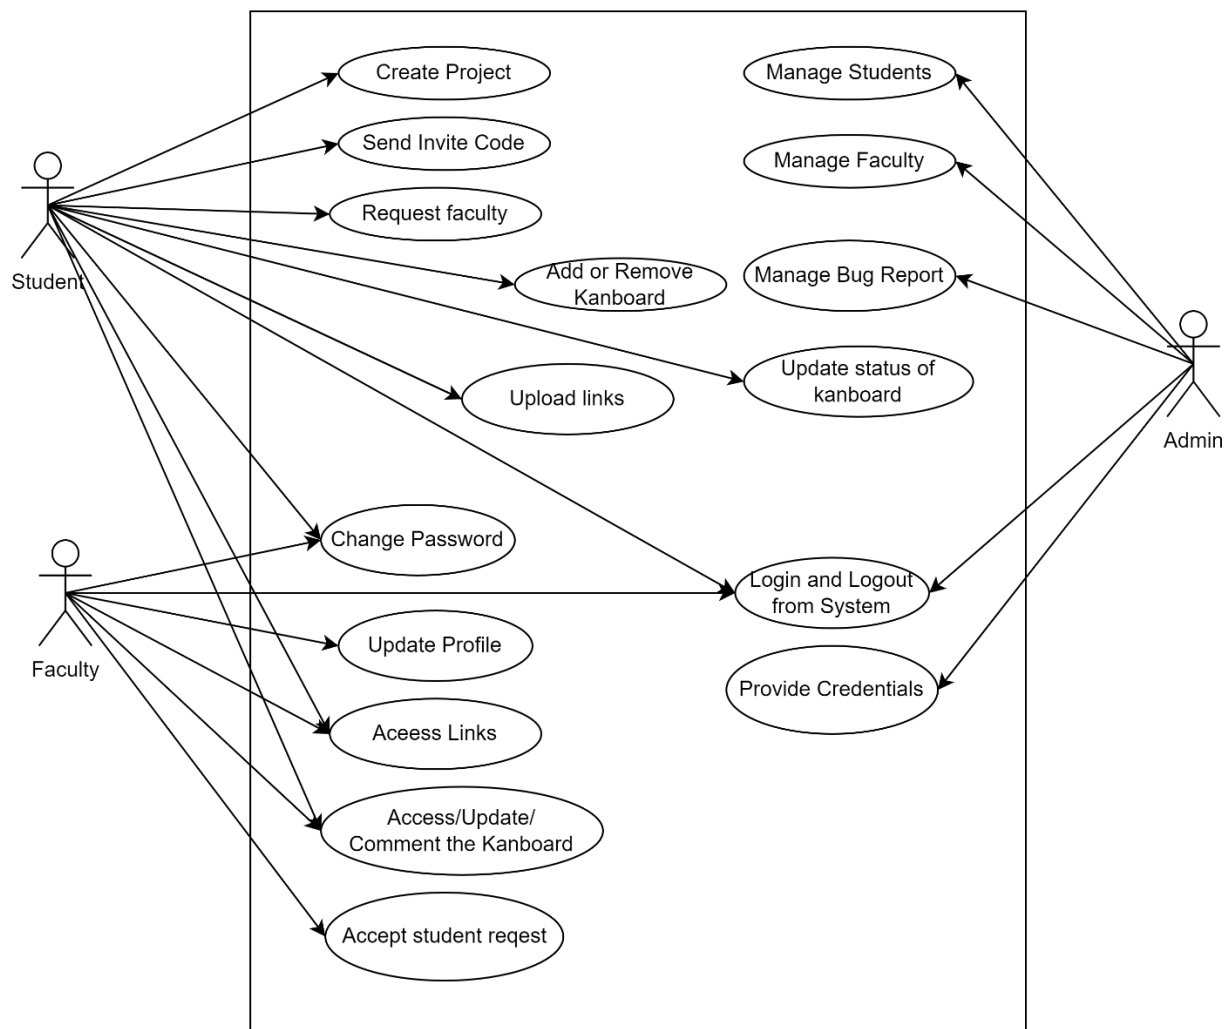 Create Project
Manage Students
Send Invite Code
Manage Faculty
Request faculty
Student
Add or Remove
Kanboard
Manage Bug Report
Upload links
Update status of
kanboard
Admin
Change Password
Login and Logout
from System
Faculty
Update Profile
Provide Credentials
Aceess Links
Access/Update/
Comment the Kanboard
Accept student reqest